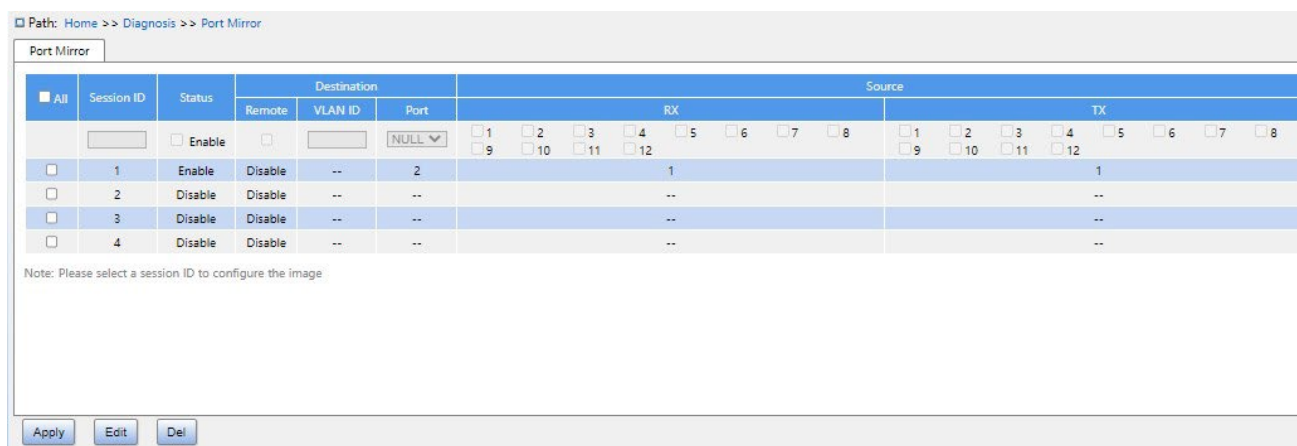 Path: Home >> Diagnosis >> Port Mirror
Port Mirror
All Session ID Status Destination Source
Remote VLAN ID Port RX TX
Enable NULL 1 2 3 4 5 6 7 8 1 2 3 4 5 6 7 8
9 10 11 12 9 10 11 12
1 Enable Disable -- 2 1 1
2 Disable Disable -- -- -- --
3 Disable Disable -- -- -- --
4 Disable Disable -- -- -- --
Note: Please select a session ID to configure the image
Apply Edit Del